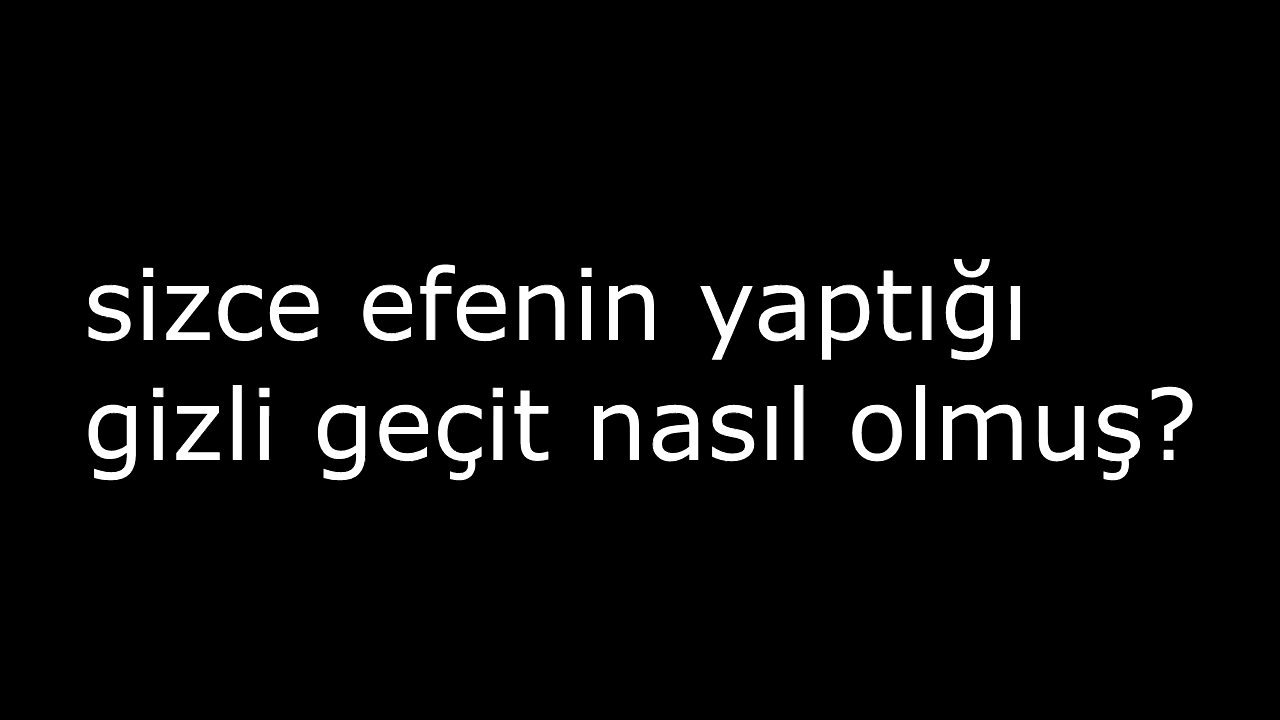 sizce efenin yaptığı
gizli geçit nasıl olmuş?